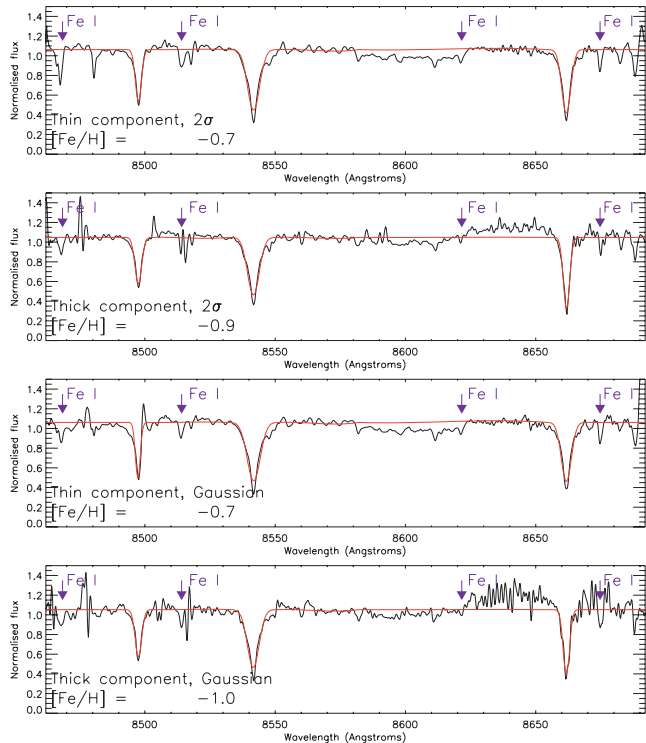 1.4
1.2
1.0
0.8
0.6
0.4
0.2
0.0
Normalised flux
Fe I Fe I Fe I Fe I
Thin component, 2σ
[Fe/H] = −0.7
8500 8550 8600 8650
Wavelength (Angstroms)
1.4
1.2
1.0
0.8
0.6
0.4
0.2
0.0
Normalised flux
Fe I Fe I Fe I Fe I
Thick component, 2σ
[Fe/H] = −0.9
8500 8550 8600 8650
Wavelength (Angstroms)
1.4
1.2
1.0
0.8
0.6
0.4
0.2
0.0
Normalised flux
Fe I Fe I Fe I Fe I
Thin component, Gaussian
[Fe/H] = −0.7
8500 8550 8600 8650
Wavelength (Angstroms)
1.4
1.2
1.0
0.8
0.6
0.4
0.2
0.0
Normalised flux
Fe I Fe I Fe I Fe I
Thick component, Gaussian
[Fe/H] = −1.0
8500 8550 8600 8650
Wavelength (Angstroms)